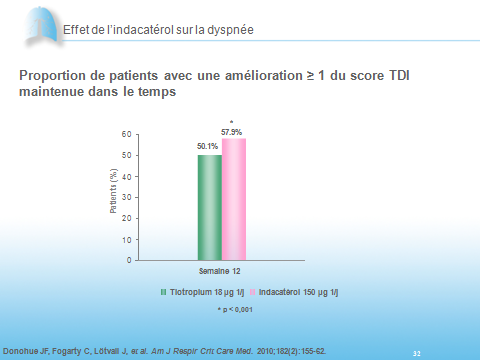 Effet de l'indacatérol sur la dyspnée
Proportion de patients avec une amélioration ≥ 1 du score TDI
maintenue dans le temps
*
57.9%
50.1%
60
50
40
30
20
10
0
Patients (%)
Semaine 12
Tiotropium 18 µg 1/j Indacatérol 150 µg 1/j
* p < 0,001
Donohue JF, Fogarty C, Lötvall J, et al. Am J Respir Crit Care Med. 2010;182(2):155-62.
32